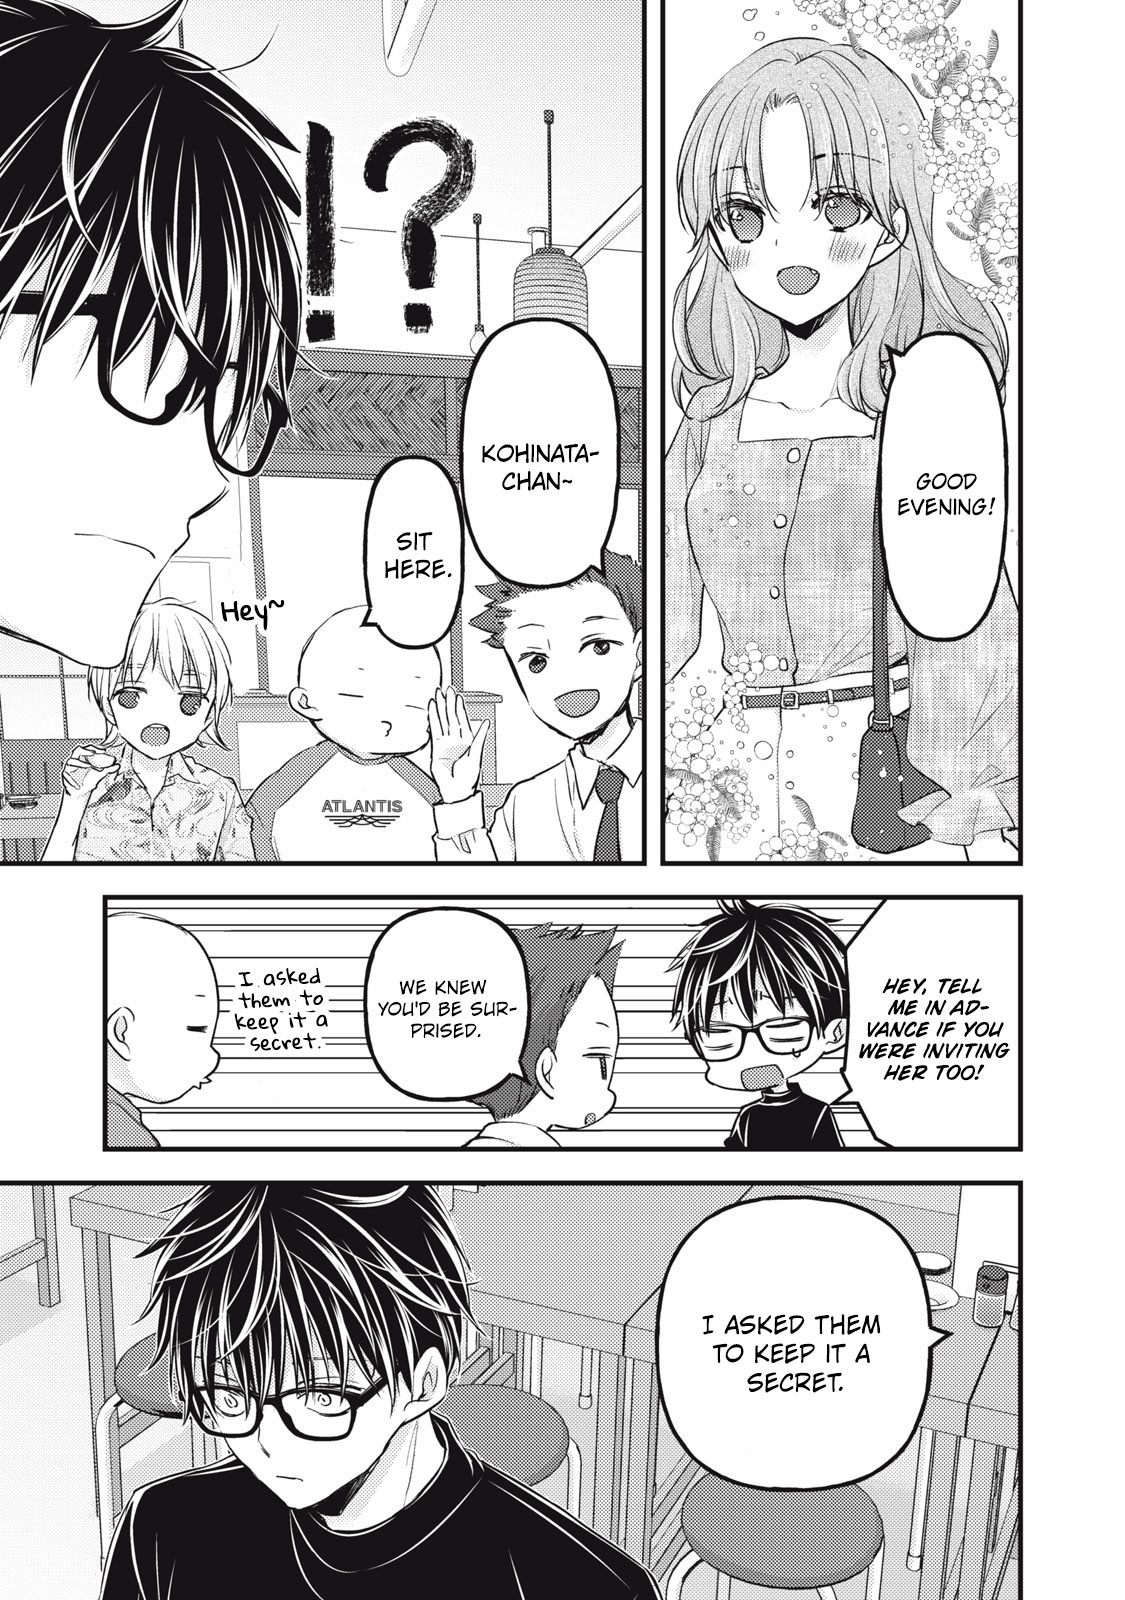 GOOD
EVENING!
!?
KOHINATA-
CHAN~
SIT
HERE.
Hey~
ATLANTIS
HEY, TELL
ME IN AD-
VANCE IF YOU
WERE INVITING
HER TOO!
WE KNEW
YOU'D BE SUR-
PRISED.
I asked
them to
keep it a
secret.
I ASKED THEM
TO KEEP IT A
SECRET.